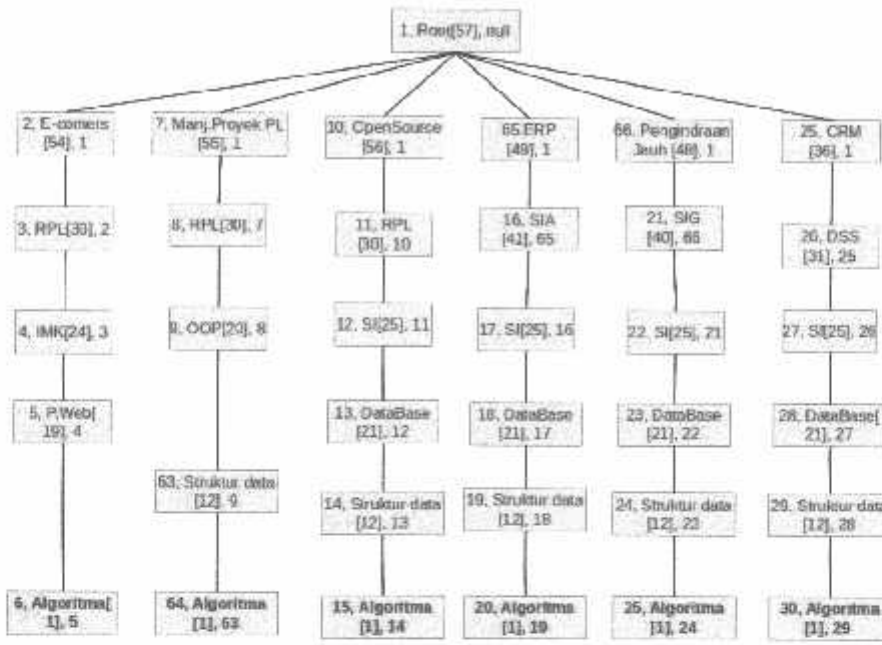 1, Root[57], null
2, E-comers
[54], 1
7, Manj.Proyek PL
[55], 1
10, OpenSource
[56], 1
65.ERP
[49], 1
66, Pengindraan
Jauh [48], 1
25, CRM
[36], 1
3, RPL[30], 2
8, RPL[30], 7
11, RPL
[30], 10
16, SIA
[41], 65
21, SIG
[40], 66
26, DSS
[31], 25
4, IMK[24], 3
9, OOP[20], 8
12, SI[25], 11
17, SI[25], 16
22, SI[25], 21
27, SI[25], 26
5, P.Web[
19], 4
13, DataBase
[21], 12
18, DataBase
[21], 17
23, DataBase
[21], 22
28, DataBase[
21], 27
63, Struktur data
[12], 9
14, Struktur data
[12], 13
19, Struktur data
[12], 18
24, Struktur data
[12], 23
29, Struktur data
[12], 28
6, Algoritma[
1], 5
64, Algoritma
[1], 63
15, Algoritma
[1], 14
20, Algoritma
[1], 19
25, Algoritma
[1], 24
30, Algoritma
[1], 29